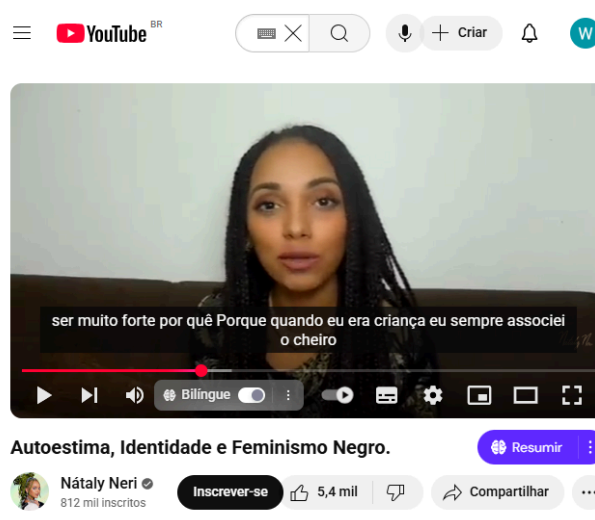 YouTube BR
Criar
W
ser muito forte por quê Porque quando eu era criança eu sempre associei
o cheiro
Bilíngue
Autoestima, Identidade e Feminismo Negro.
Resumir
Nátaly Neri
812 mil inscritos
Inscrever-se
5,4 mil
Compartilhar